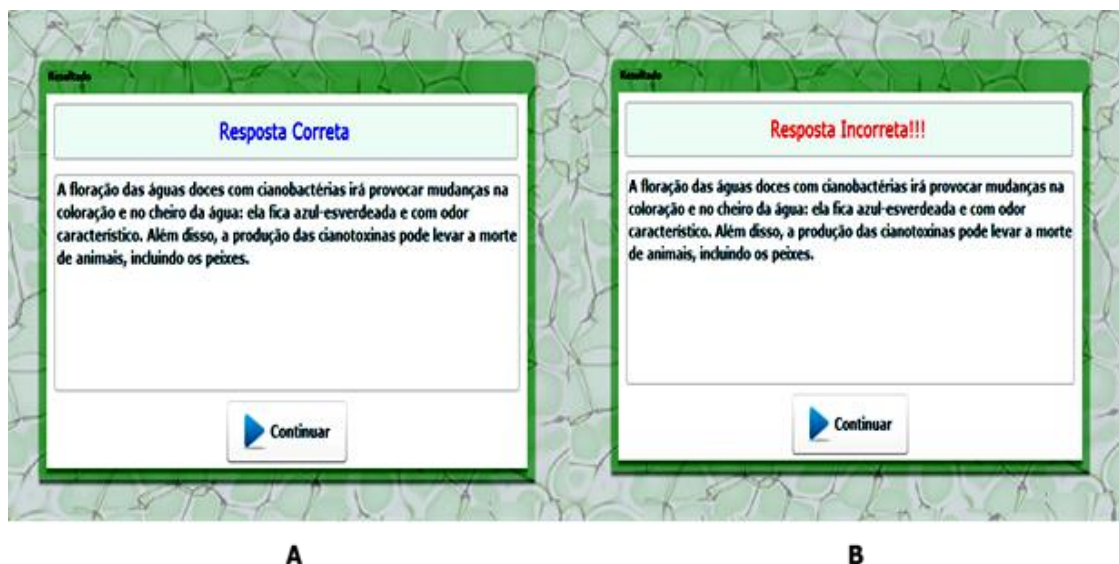 Resultado
Resposta Correta
A floração das águas doces com cianobactérias irá provocar mudanças na
coloração e no cheiro da água: ela fica azul-esverdeada e com odor
característico. Além disso, a produção das cianotoxinas pode levar a morte
de animais, incluindo os peixes.
Continuar
A
Resultado
Resposta Incorreta!!!
A floração das águas doces com cianobactérias irá provocar mudanças na
coloração e no cheiro da água: ela fica azul-esverdeada e com odor
característico. Além disso, a produção das cianotoxinas pode levar a morte
de animais, incluindo os peixes.
Continuar
B